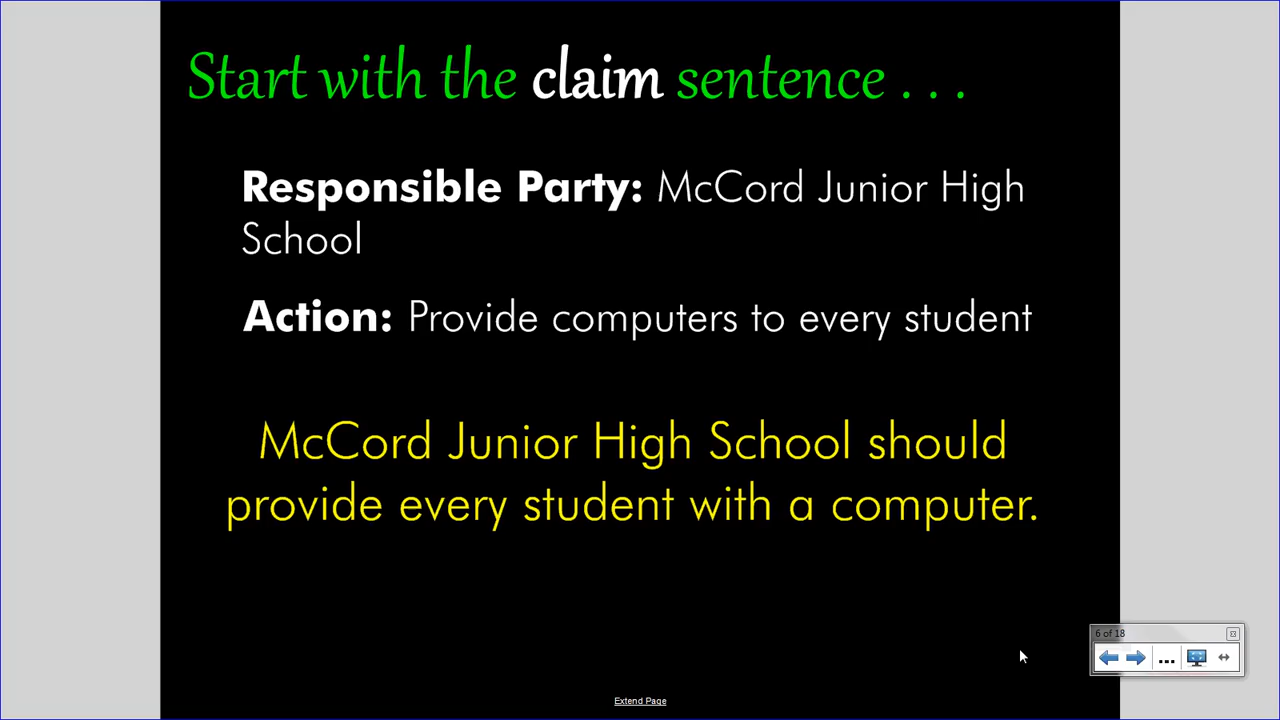 Start with the claim sentence . . .
Responsible Party: McCord Junior High
School
Action: Provide computers to every student
McCord Junior High School should
provide every student with a computer.
6 of 18
...
Extend Page